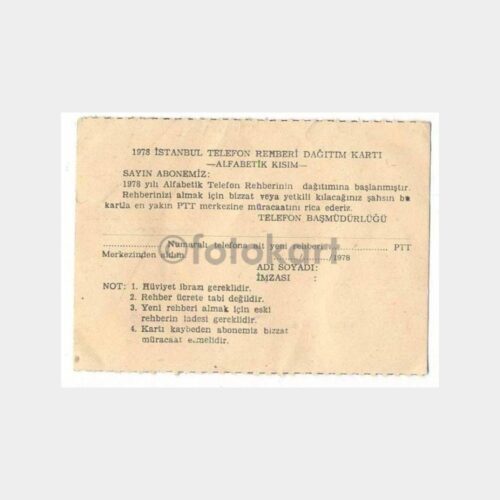 1978 İSTANBUL TELEFON REHBERİ DAĞITIM KARTI
—ALFABETİK KISIM—
SAYIN ABONEMİZ:
1978 yılı Alfabetik Telefon Rehberinin dağıtımına başlanmıştır.
Rehberinizi almak için bizzat veya yetkili kılacağınız şahsın bu
kartla en yakın PTT merkezine müracaatını rica ederiz.
TELEFON BAŞMÜDÜRLÜĞÜ
.................... Numaralı telefona ait yeni rehberi .................... PTT
Merkezinden aldım. ..../..../1978
©fotokart
ADI SOYADI:
İMZASI :
NOT: 1. Hüviyet ibrazı gereklidir.
2. Rehber ücrete tabi değildir.
3. Yeni rehberi almak için eski
rehberin iadesi gereklidir.
4. Kartı kaybeden abonemiz bizzat
müracaat etmelidir.